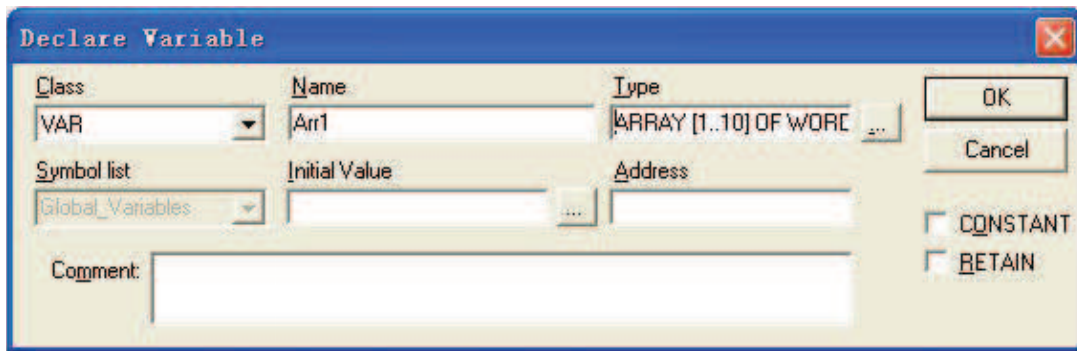 Declare Variable
Class Name Type
VAR Arr1 ARRAY [1..10] OF WORD ... OK
Symbol list Initial Value Address Cancel
Global_Variables ...
CONSTANT
Comment: RETAIN